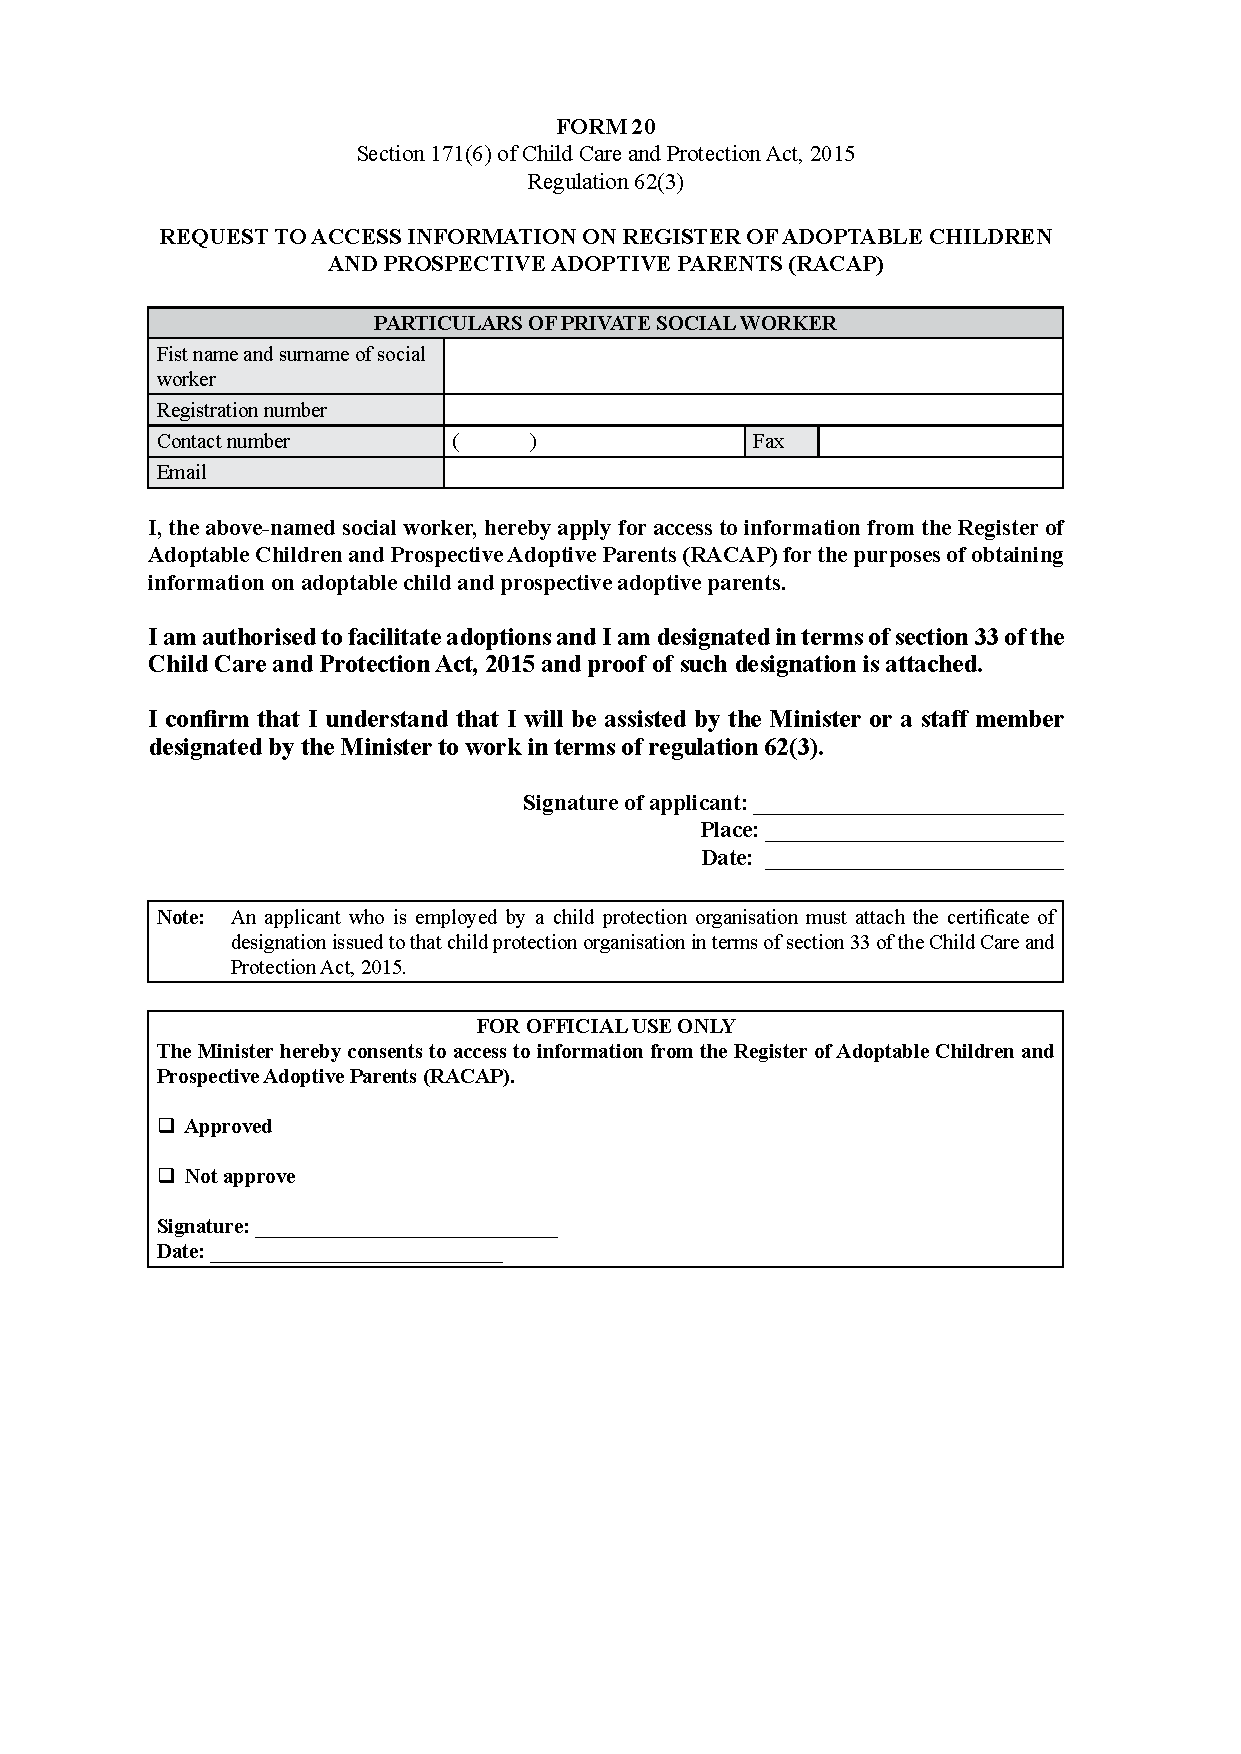 FORM 20
Section 171(6) of Child Care and Protection Act, 2015
Regulation 62(3)
REQUEST TO ACCESS INFORMATION ON REGISTER OF ADOPTABLE CHILDREN
AND PROSPECTIVE ADOPTIVE PARENTS (RACAP)
PARTICULARS OF PRIVATE SOCIAL WORKER
Fist name and surname of social
worker
Registration number
Contact number ( ) Fax
Email
I, the above-named social worker, hereby apply for access to information from the Register of
Adoptable Children and Prospective Adoptive Parents (RACAP) for the purposes of obtaining
information on adoptable child and prospective adoptive parents.
I am authorised to facilitate adoptions and I am designated in terms of section 33 of the
Child Care and Protection Act, 2015 and proof of such designation is attached.
I confirm that I understand that I will be assisted by the Minister or a staff member
designated by the Minister to work in terms of regulation 62(3).
Signature of applicant: ____________________________
Place: ___________________________
Date: ___________________________
Note: An applicant who is employed by a child protection organisation must attach the certificate of
designation issued to that child protection organisation in terms of section 33 of the Child Care and
Protection Act, 2015.
FOR OFFICIAL USE ONLY
The Minister hereby consents to access to information from the Register of Adoptable Children and
Prospective Adoptive Parents (RACAP).
❑ Approved
❑ Not approve
Signature: _____________________________
Date: ____________________________